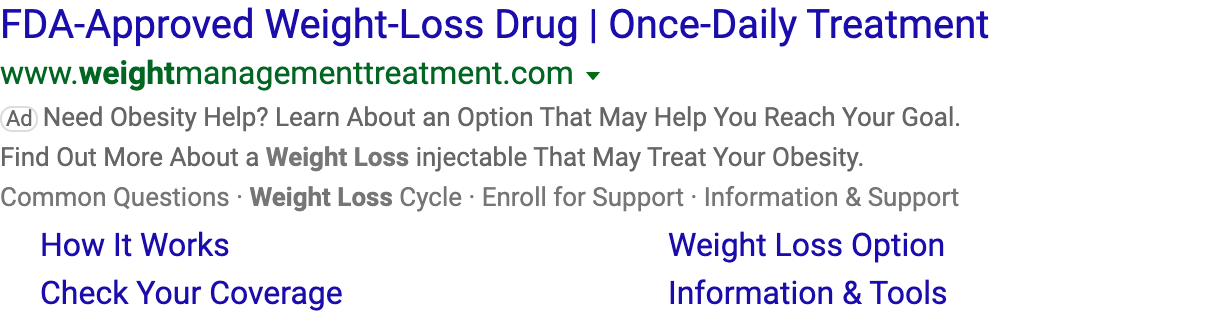 FDA-Approved Weight-Loss Drug | Once-Daily Treatment
www.weightmanagementtreatment.com
Ad Need Obesity Help? Learn About an Option That May Help You Reach Your Goal.
Find Out More About a Weight Loss injectable That May Treat Your Obesity.
Common Questions · Weight Loss Cycle · Enroll for Support · Information & Support
How It Works Weight Loss Option
Check Your Coverage Information & Tools